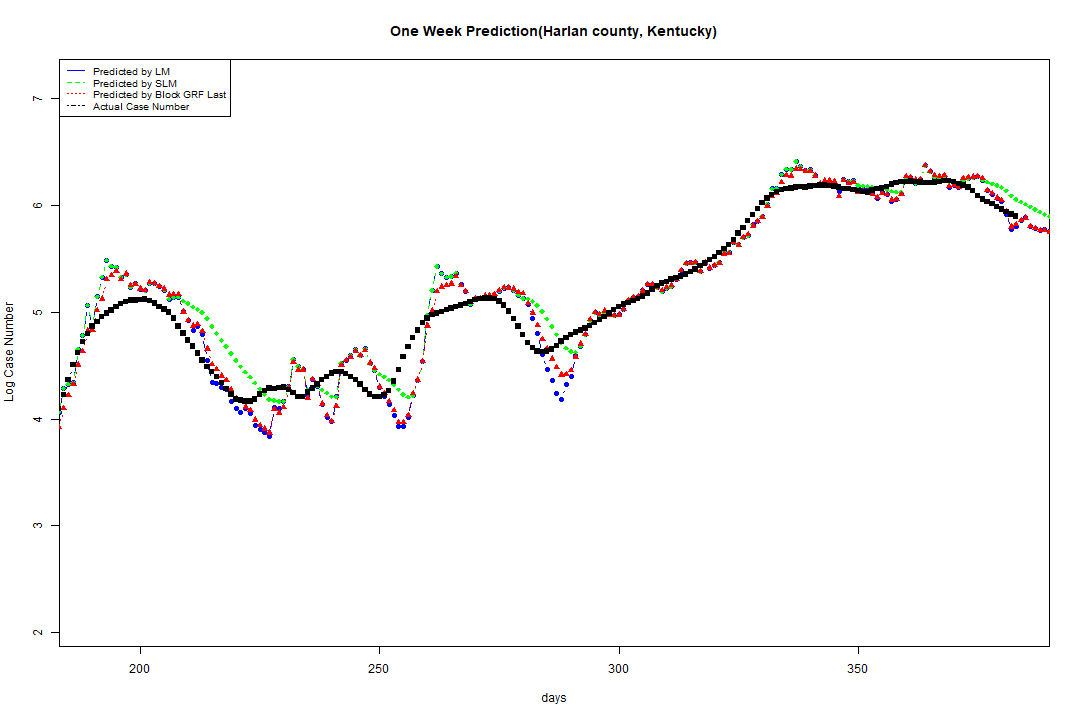 One Week Prediction(Harlan county, Kentucky)
Predicted by LM
Predicted by SLM
Predicted by Block GRF Last
Actual Case Number
7
6
5
4
3
2
Log Case Number
200
250
300
350
days